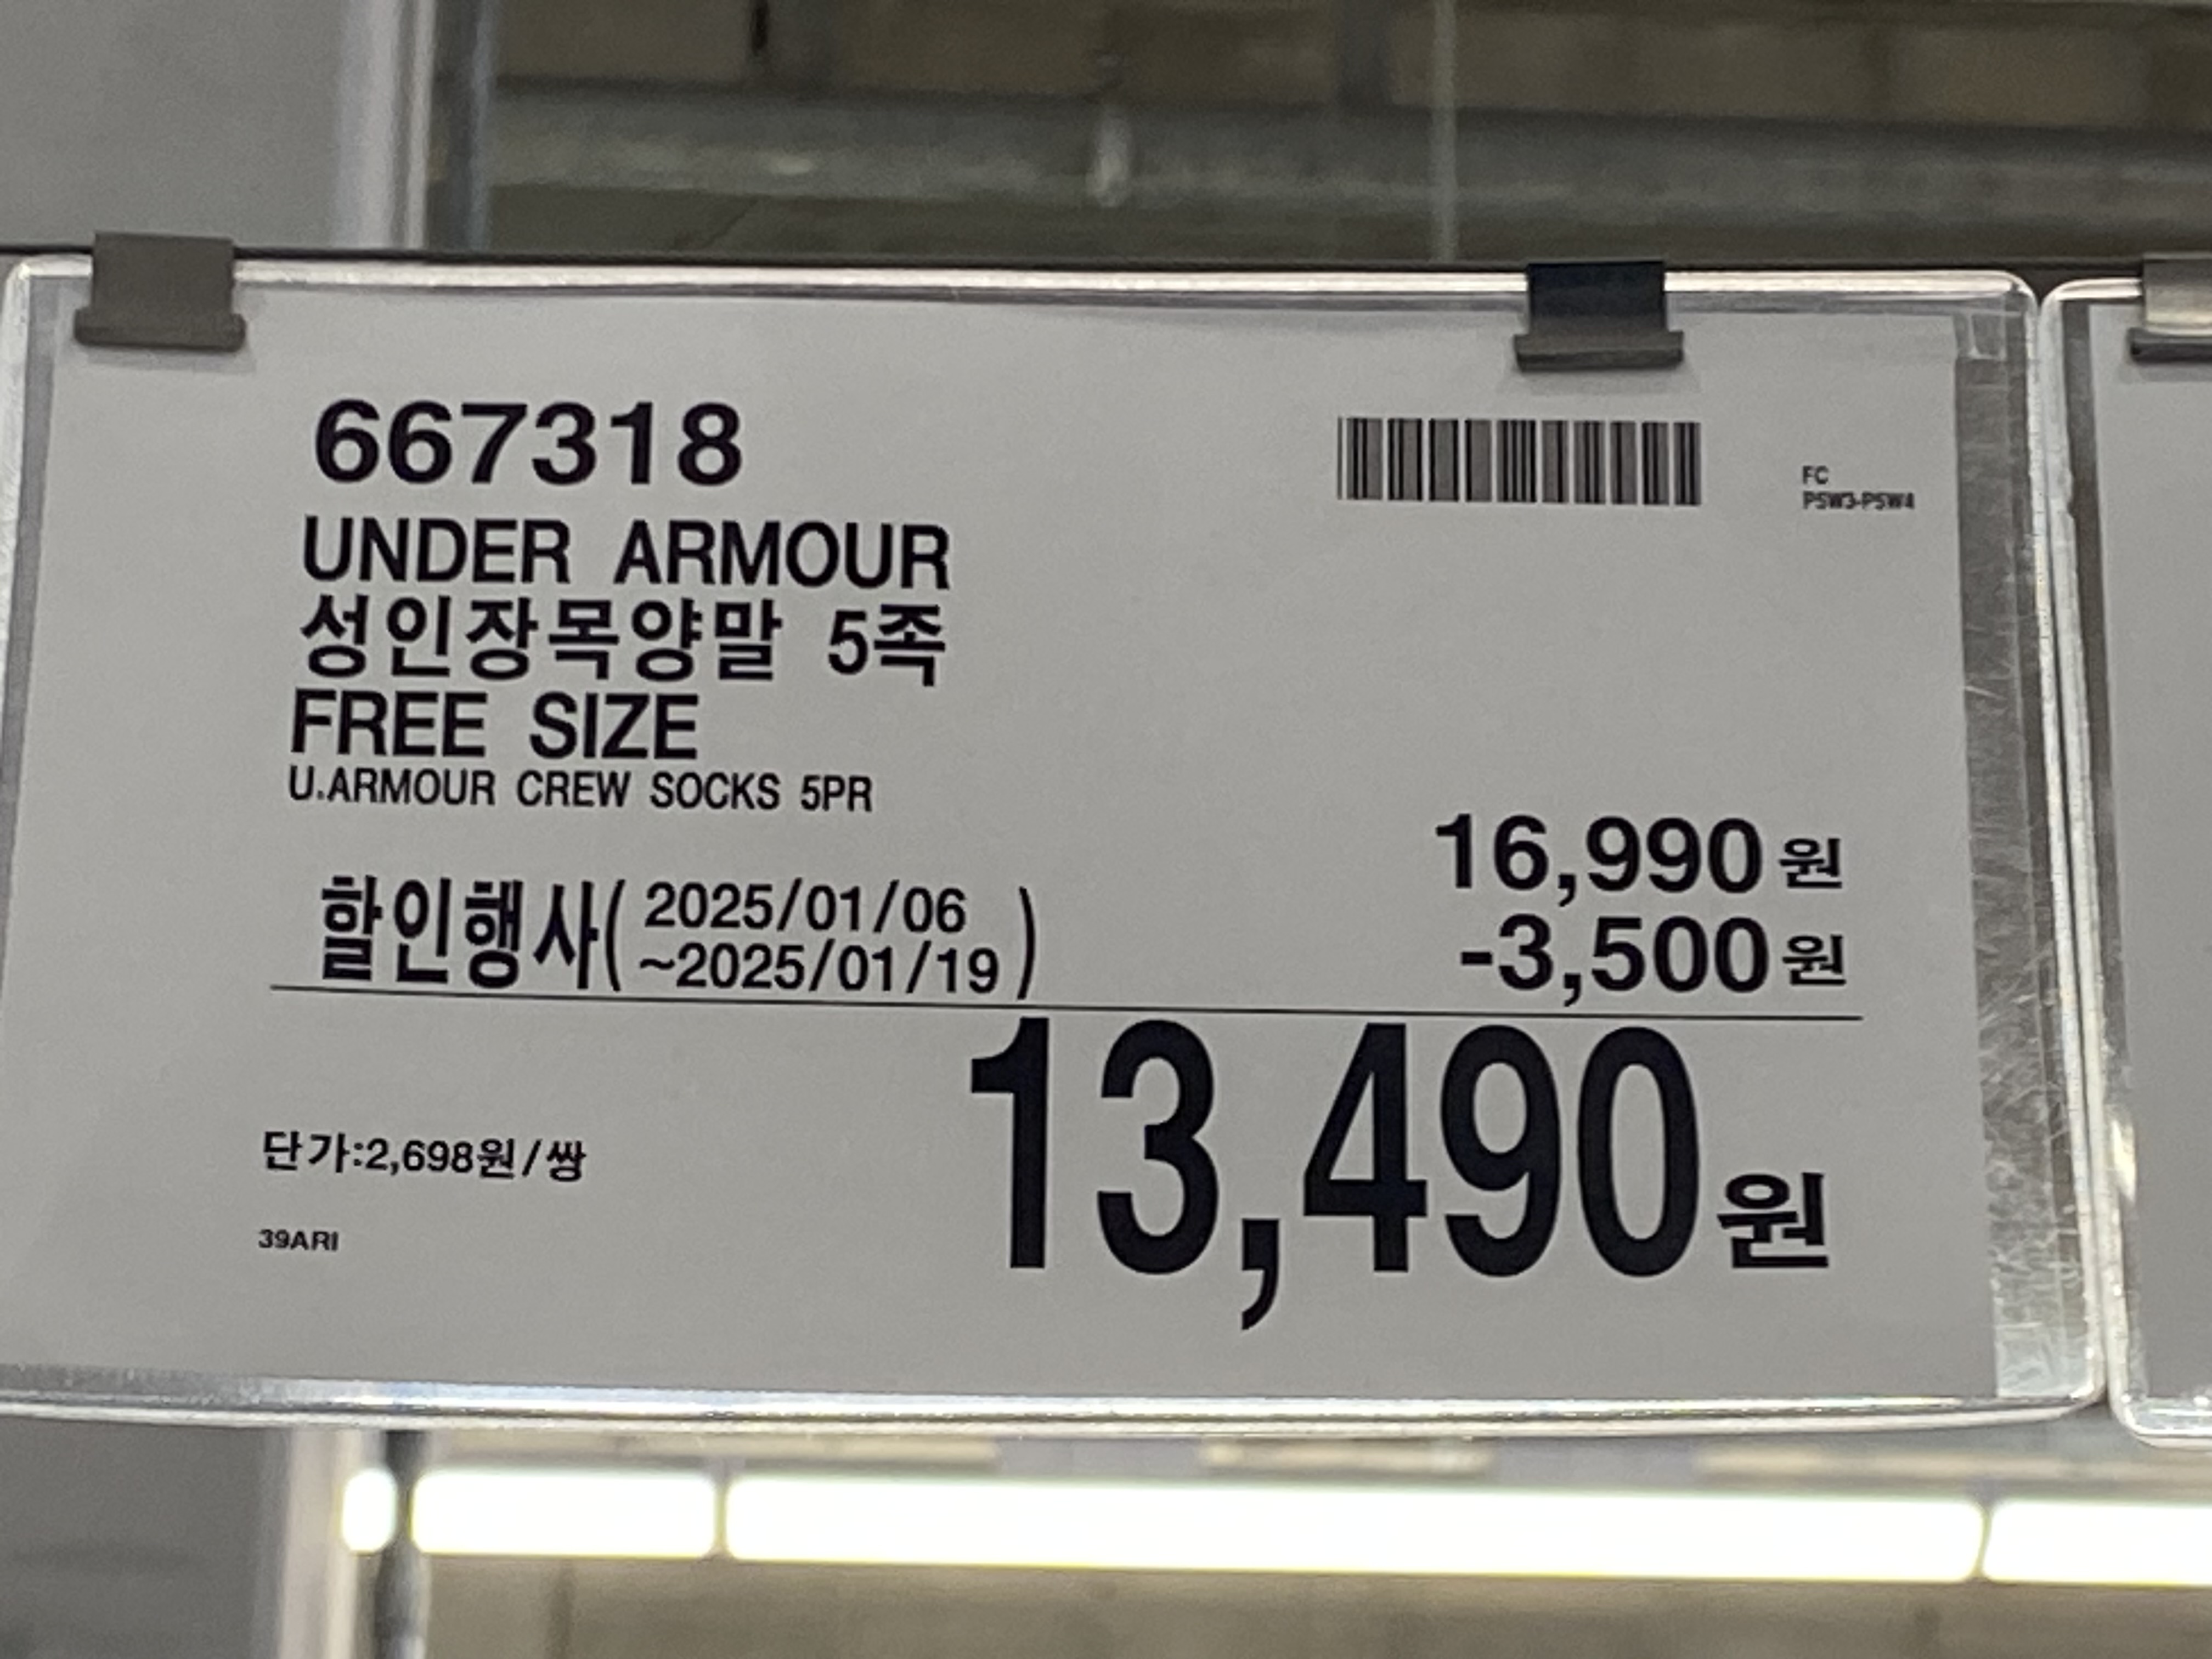 667318
FC
P5W3-P5W4
UNDER ARMOUR
성인장목양말 5족
FREE SIZE
U.ARMOUR CREW SOCKS 5PR
16,990원
할인행사( 2025/01/06
~2025/01/19 )
-3,500원
13,490원
단가:2,698원/쌍
39ARI